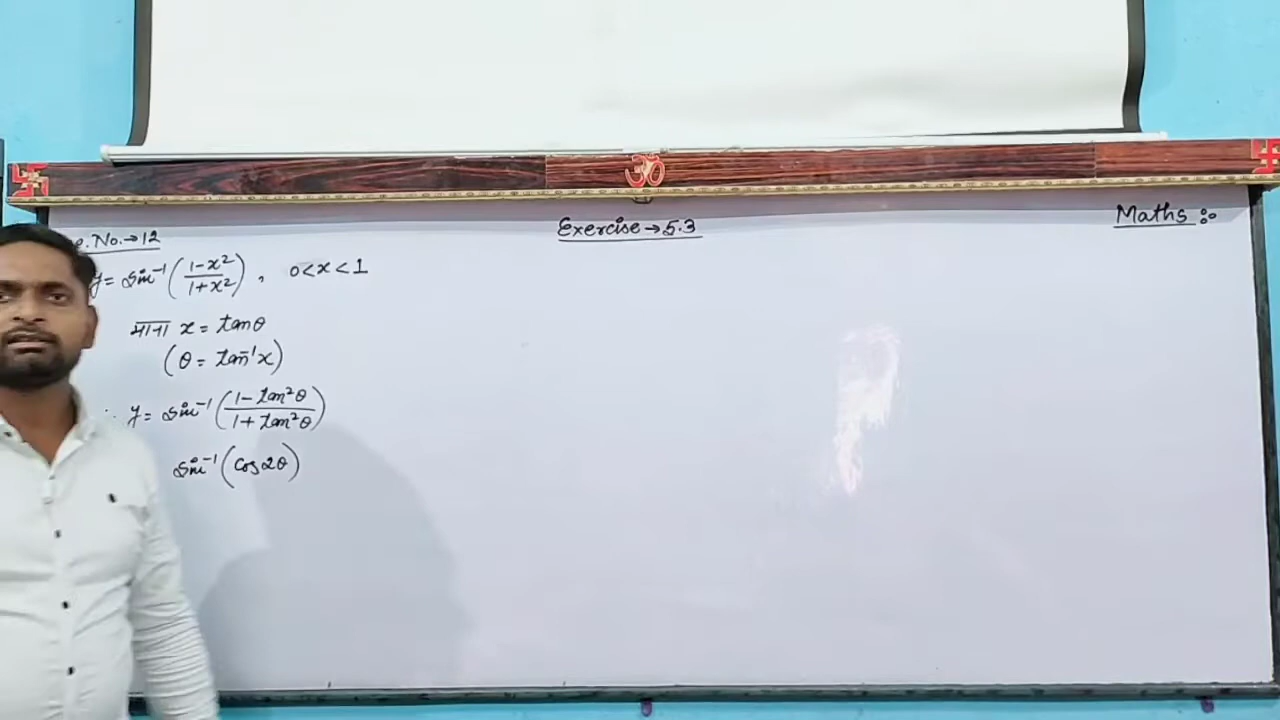 Exercise → 5.3
Maths :
No. → 12
y = sin⁻¹ (1-x² / 1+x²), 0<x<1
माना x = tanθ
(θ = tan⁻¹x)
∴ y = sin⁻¹ (1-tan²θ / 1+tan²θ)
sin⁻¹ (cos2θ)